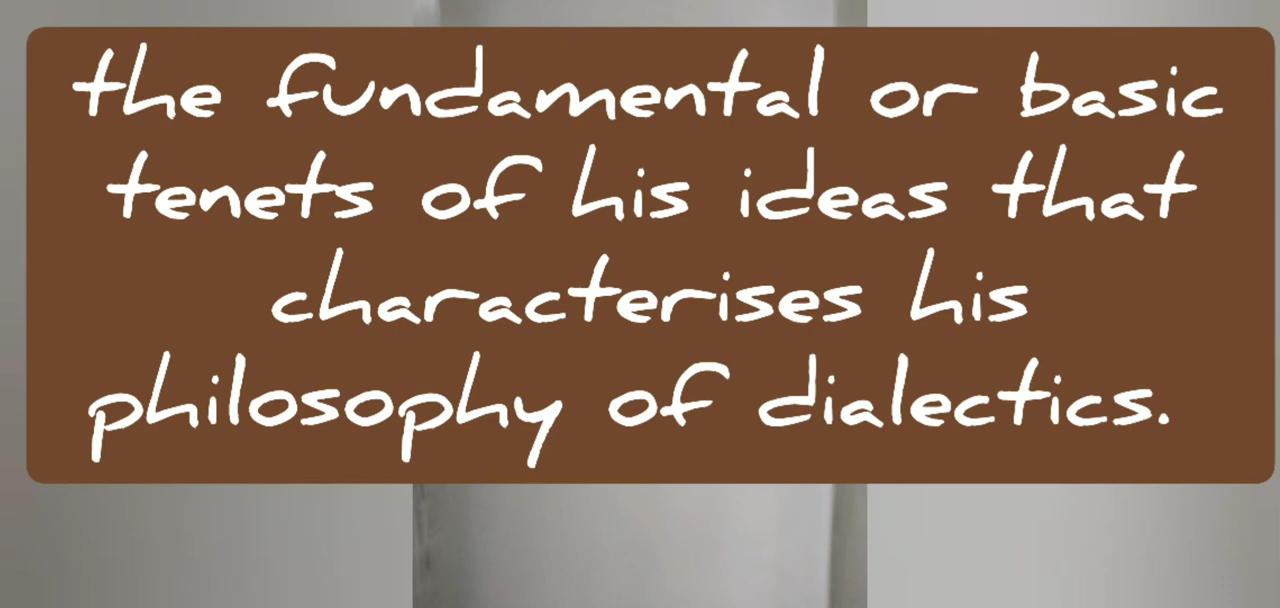 the fundamental or basic
tenets of his ideas that
characterises his
philosophy of dialectics.